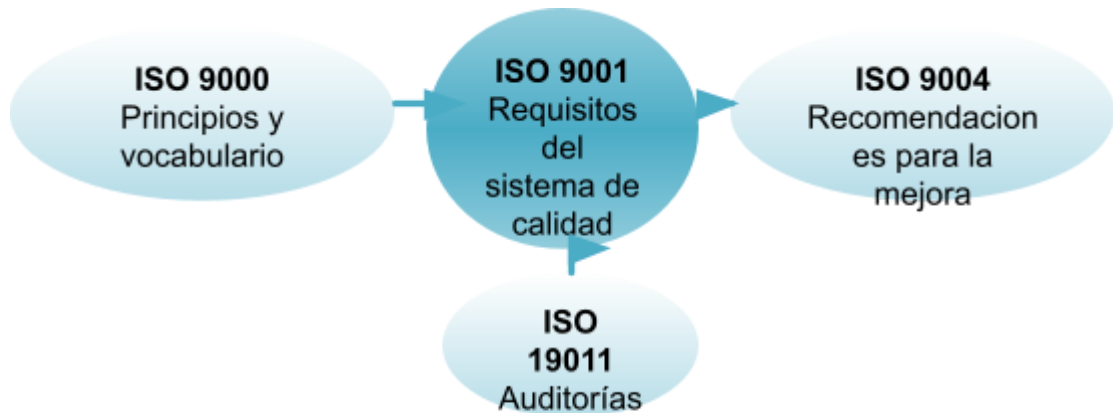 ISO 9000
Principios y
vocabulario
ISO 9001
Requisitos
del
sistema de
calidad
ISO 9004
Recomendacion
es para la
mejora
ISO
19011
Auditorías